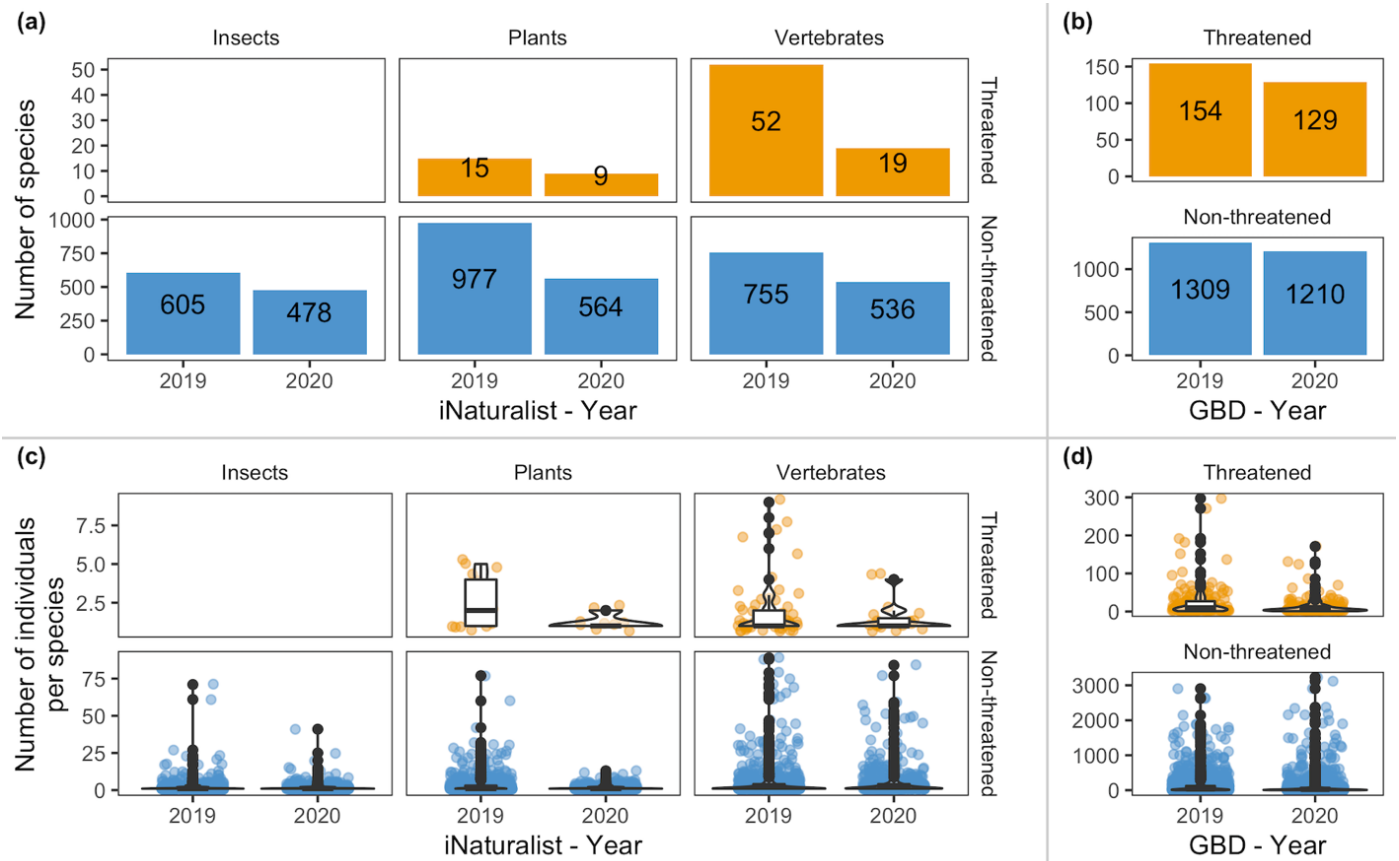 (a)
Insects
Plants
Vertebrates
Number of species
50
40
30
20
10
0
15
9
52
19
Threatened
1000
750
500
250
0
605
478
977
564
755
536
Non-threatened
2019
2020
2019
2020
2019
2020
iNaturalist - Year
(b)
Threatened
150
100
50
0
154
129
Non-threatened
1000
500
0
1309
1210
2019
2020
GBD - Year
(c)
Insects
Plants
Vertebrates
Number of individuals
per species
7.5
5.0
2.5
Threatened
75
50
25
0
Non-threatened
2019
2020
2019
2020
2019
2020
iNaturalist - Year
(d)
Threatened
300
200
100
0
Non-threatened
3000
2000
1000
0
2019
2020
GBD - Year